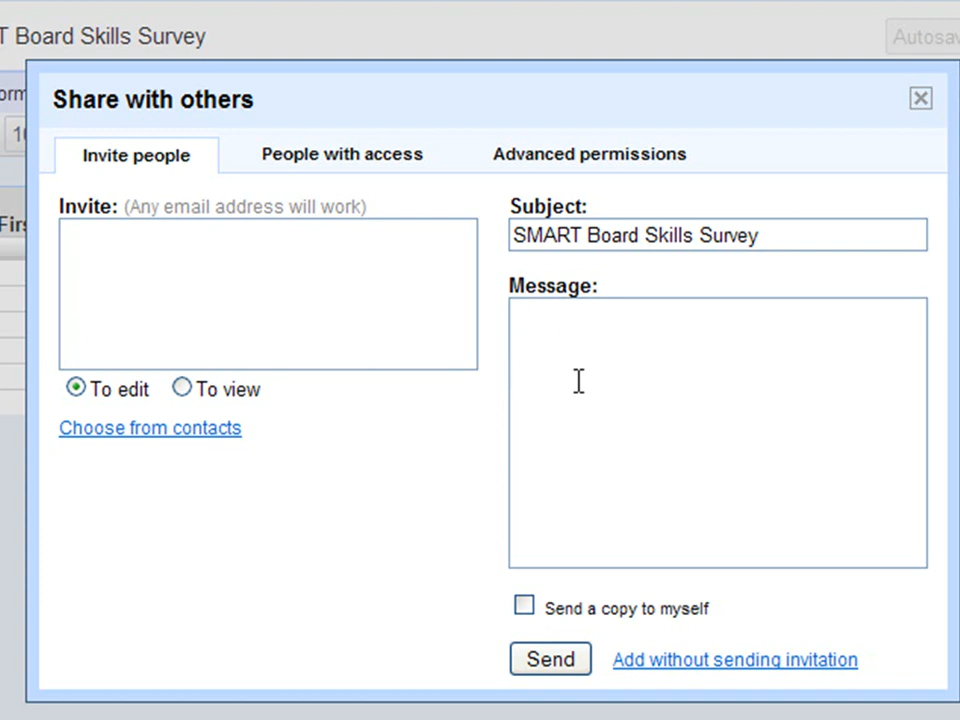 T Board Skills Survey
Autosav
orm
Share with others
Invite people
People with access
Advanced permissions
Invite: (Any email address will work)
Subject:
Firs
SMART Board Skills Survey
Message:
To edit
To view
Choose from contacts
Send a copy to myself
Send
Add without sending invitation